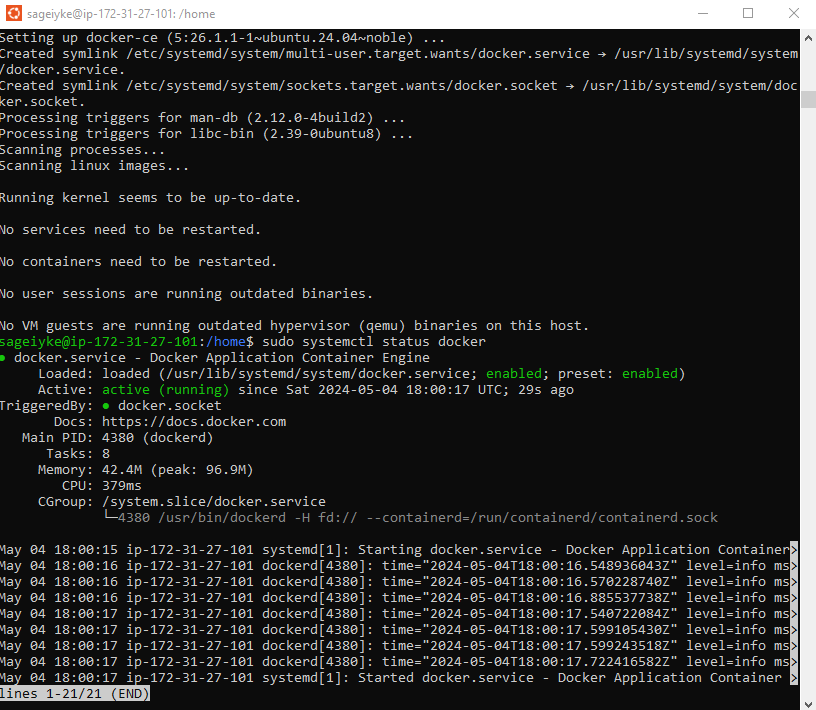 sageiyke@ip-172-31-27-101: /home
Setting up docker-ce (5:26.1.1-1~ubuntu.24.04~noble) ...
Created symlink /etc/systemd/system/multi-user.target.wants/docker.service → /usr/lib/systemd/system
/docker.service.
Created symlink /etc/systemd/system/sockets.target.wants/docker.socket → /usr/lib/systemd/system/doc
ker.socket.
Processing triggers for man-db (2.12.0-4build2) ...
Processing triggers for libc-bin (2.39-0ubuntu8) ...
Scanning processes...
Scanning linux images...
Running kernel seems to be up-to-date.
No services need to be restarted.
No containers need to be restarted.
No user sessions are running outdated binaries.
No VM guests are running outdated hypervisor (qemu) binaries on this host.
sageiyke@ip-172-31-27-101:/home$ sudo systemctl status docker
● docker.service - Docker Application Container Engine
Loaded: loaded (/usr/lib/systemd/system/docker.service; enabled; preset: enabled)
Active: active (running) since Sat 2024-05-04 18:00:17 UTC; 29s ago
TriggeredBy: ● docker.socket
Docs: https://docs.docker.com
Main PID: 4380 (dockerd)
Tasks: 8
Memory: 42.4M (peak: 96.9M)
CPU: 379ms
CGroup: /system.slice/docker.service
└─4380 /usr/bin/dockerd -H fd:// --containerd=/run/containerd/containerd.sock
May 04 18:00:15 ip-172-31-27-101 systemd[1]: Starting docker.service - Docker Application Container>
May 04 18:00:16 ip-172-31-27-101 dockerd[4380]: time="2024-05-04T18:00:16.548936043Z" level=info ms>
May 04 18:00:16 ip-172-31-27-101 dockerd[4380]: time="2024-05-04T18:00:16.570228740Z" level=info ms>
May 04 18:00:16 ip-172-31-27-101 dockerd[4380]: time="2024-05-04T18:00:16.885537738Z" level=info ms>
May 04 18:00:17 ip-172-31-27-101 dockerd[4380]: time="2024-05-04T18:00:17.540722084Z" level=info ms>
May 04 18:00:17 ip-172-31-27-101 dockerd[4380]: time="2024-05-04T18:00:17.599105430Z" level=info ms>
May 04 18:00:17 ip-172-31-27-101 dockerd[4380]: time="2024-05-04T18:00:17.599243518Z" level=info ms>
May 04 18:00:17 ip-172-31-27-101 dockerd[4380]: time="2024-05-04T18:00:17.722416582Z" level=info ms>
May 04 18:00:17 ip-172-31-27-101 systemd[1]: Started docker.service - Docker Application Container >
lines 1-21/21 (END)